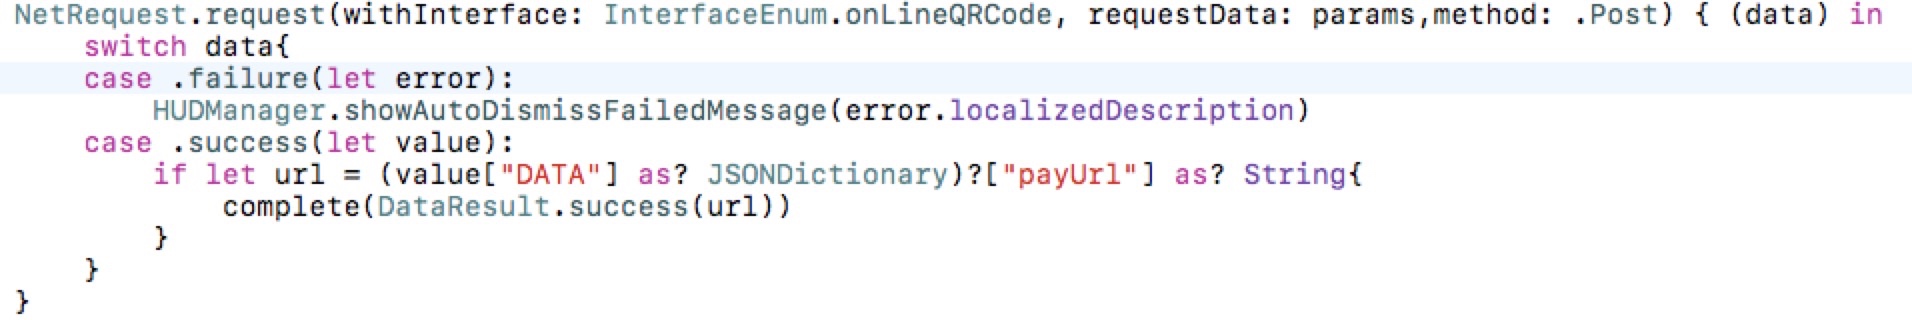 NetRequest.request(withInterface: InterfaceEnum.onLineQRCode, requestData: params,method: .Post) { (data) in
    switch data{
    case .failure(let error):
        HUDManager.showAutoDismissFailedMessage(error.localizedDescription)
    case .success(let value):
        if let url = (value["DATA"] as? JSONDictionary)?["payUrl"] as? String{
            complete(DataResult.success(url))
        }
    }
}